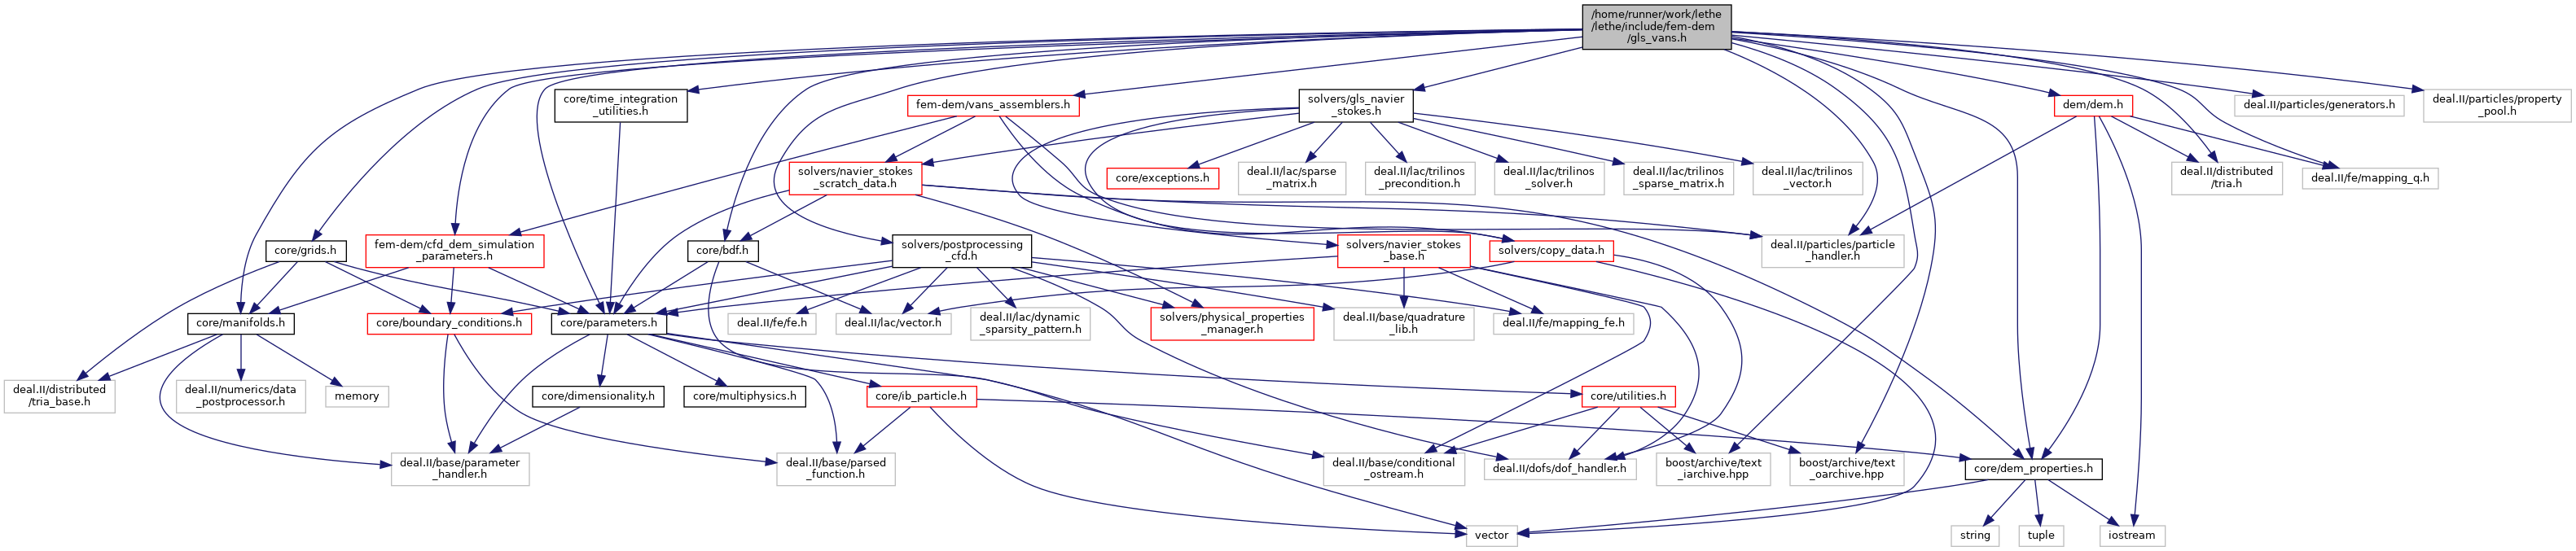 /home/runner/work/lethe
/lethe/include/fem-dem
/gls_vans.h
core/time_integration
_utilities.h
fem-dem/vans_assemblers.h
solvers/gls_navier
_stokes.h
dem/dem.h
deal.II/particles/generators.h
deal.II/particles/property
_pool.h
solvers/navier_stokes
_scratch_data.h
core/exceptions.h
deal.II/lac/sparse
_matrix.h
deal.II/lac/trilinos
_precondition.h
deal.II/lac/trilinos
_solver.h
deal.II/lac/trilinos
_sparse_matrix.h
deal.II/lac/trilinos
_vector.h
deal.II/distributed
/tria.h
deal.II/fe/mapping_q.h
core/grids.h
fem-dem/cfd_dem_simulation
_parameters.h
core/bdf.h
solvers/postprocessing
_cfd.h
solvers/navier_stokes
_base.h
solvers/copy_data.h
deal.II/particles/particle
_handler.h
core/manifolds.h
core/boundary_conditions.h
core/parameters.h
deal.II/fe/fe.h
deal.II/lac/vector.h
deal.II/lac/dynamic
_sparsity_pattern.h
solvers/physical_properties
_manager.h
deal.II/base/quadrature
_lib.h
deal.II/fe/mapping_fe.h
deal.II/distributed
/tria_base.h
deal.II/numerics/data
_postprocessor.h
memory
core/dimensionality.h
core/multiphysics.h
core/ib_particle.h
core/utilities.h
deal.II/base/parameter
_handler.h
deal.II/base/parsed
_function.h
deal.II/base/conditional
_ostream.h
deal.II/dofs/dof_handler.h
boost/archive/text
_iarchive.hpp
boost/archive/text
_oarchive.hpp
core/dem_properties.h
vector
string
tuple
iostream